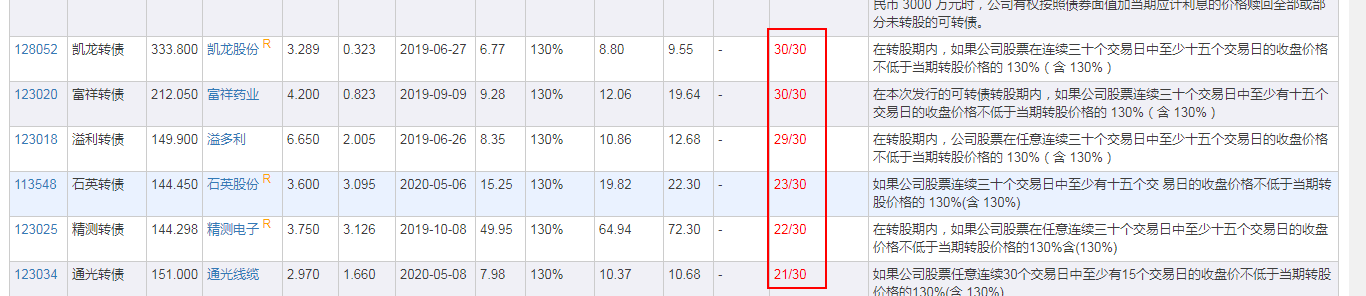 民币 3000 万元时，公司有权按照债券面值加当期应计利息的价格赎回全部或部
分未转股的可转债。
128052 凯龙转债 333.800 凯龙股份 R 3.289 0.323 2019-06-27 6.77 130% 8.80 9.55 - 30/30 在转股期内，如果公司股票在连续三十个交易日中至少十五个交易日的收盘价格
不低于当期转股价格的 130%（含 130%）
123020 富祥转债 212.050 富祥药业 4.200 0.823 2019-09-09 9.28 130% 12.06 19.64 - 30/30 在本次发行的可转债转股期内，如果公司股票连续三十个交易日中至少有十五个
交易日的收盘价格不低于当期转股价格的 130%（含 130%）
123018 溢利转债 149.900 溢多利 6.650 2.005 2019-06-26 8.35 130% 10.86 12.68 - 29/30 在转股期内，公司股票在任意连续三十个交易日中至少十五个交易日的收盘价格
不低于当期转股价格的 130%（含 130%）
113548 石英转债 144.450 石英股份 R 3.600 3.095 2020-05-06 15.25 130% 19.82 22.30 - 23/30 如果公司股票连续三十个交易日中至少有十五个交 易日的收盘价格不低于当期转
股价格的 130%(含 130%)
123025 精测转债 144.298 精测电子 R 3.750 3.126 2019-10-08 49.95 130% 64.94 72.30 - 22/30 在转股期内，如果公司股票在任意连续三十个交易日中至少十五个交易日的收盘
价格不低于当期转股价格的130%含(130%)
123034 通光转债 151.000 通光线缆 2.970 1.660 2020-05-08 7.98 130% 10.37 10.68 - 21/30 如果公司股票任意连续30个交易日中至少有15个交易日的收盘价不低于当期转股
价格的130%(含 130%)